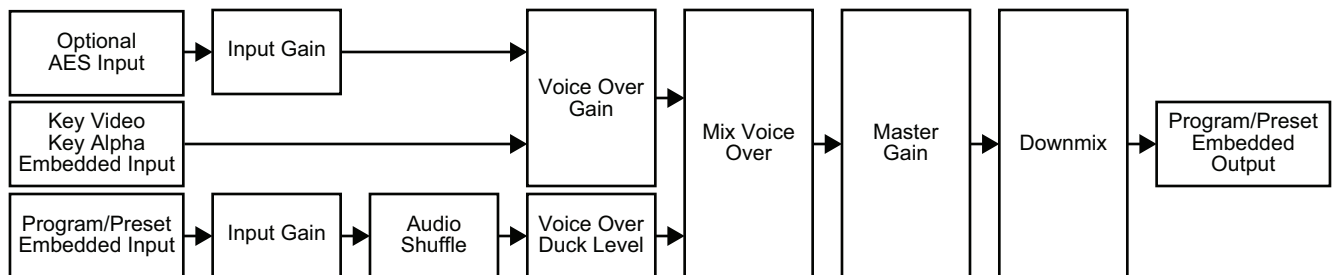 Optional
AES Input
Input Gain
Key Video
Key Alpha
Embedded Input
Voice Over
Gain
Program/Preset
Embedded Input
Input Gain
Audio
Shuffle
Voice Over
Duck Level
Mix Voice
Over
Master
Gain
Downmix
Program/Preset
Embedded
Output